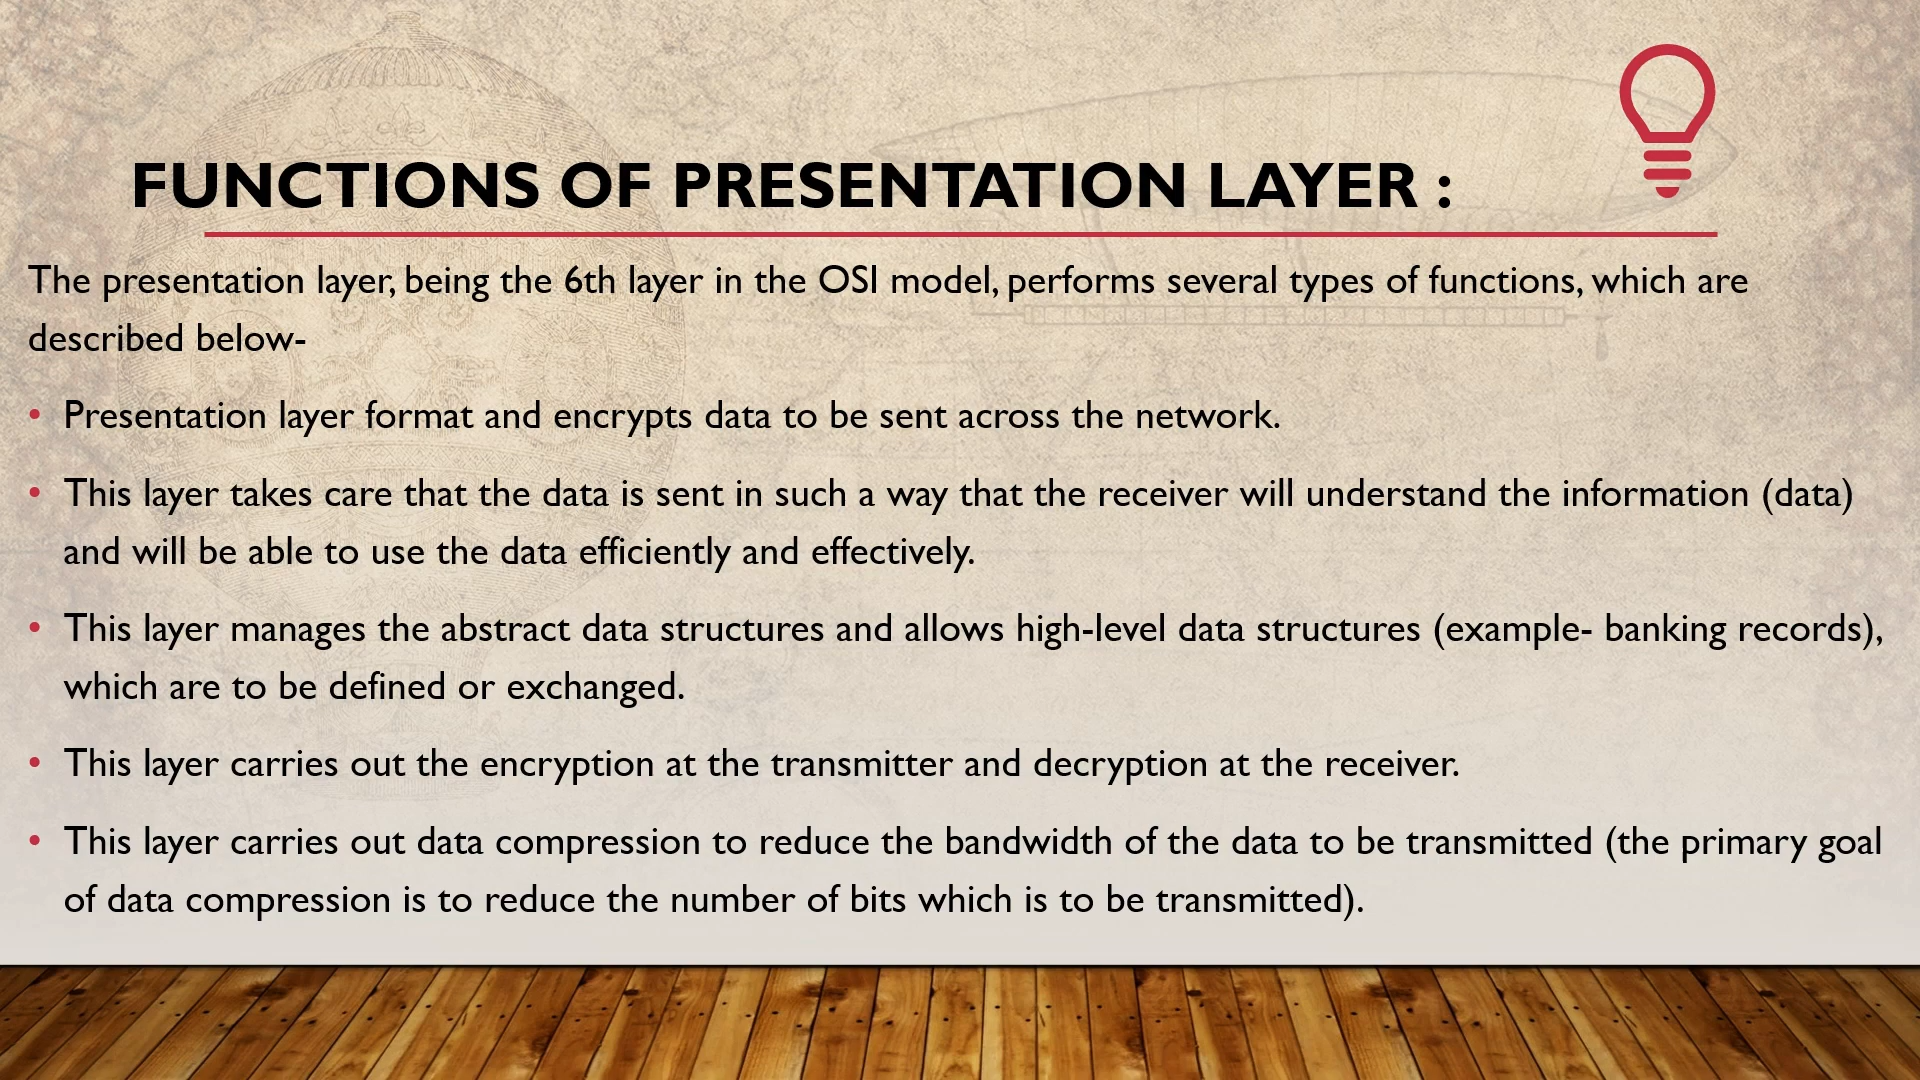 FUNCTIONS OF PRESENTATION LAYER :
The presentation layer, being the 6th layer in the OSI model, performs several types of functions, which are
described below-
• Presentation layer format and encrypts data to be sent across the network.
• This layer takes care that the data is sent in such a way that the receiver will understand the information (data)
and will be able to use the data efficiently and effectively.
• This layer manages the abstract data structures and allows high-level data structures (example- banking records),
which are to be defined or exchanged.
• This layer carries out the encryption at the transmitter and decryption at the receiver.
• This layer carries out data compression to reduce the bandwidth of the data to be transmitted (the primary goal
of data compression is to reduce the number of bits which is to be transmitted).